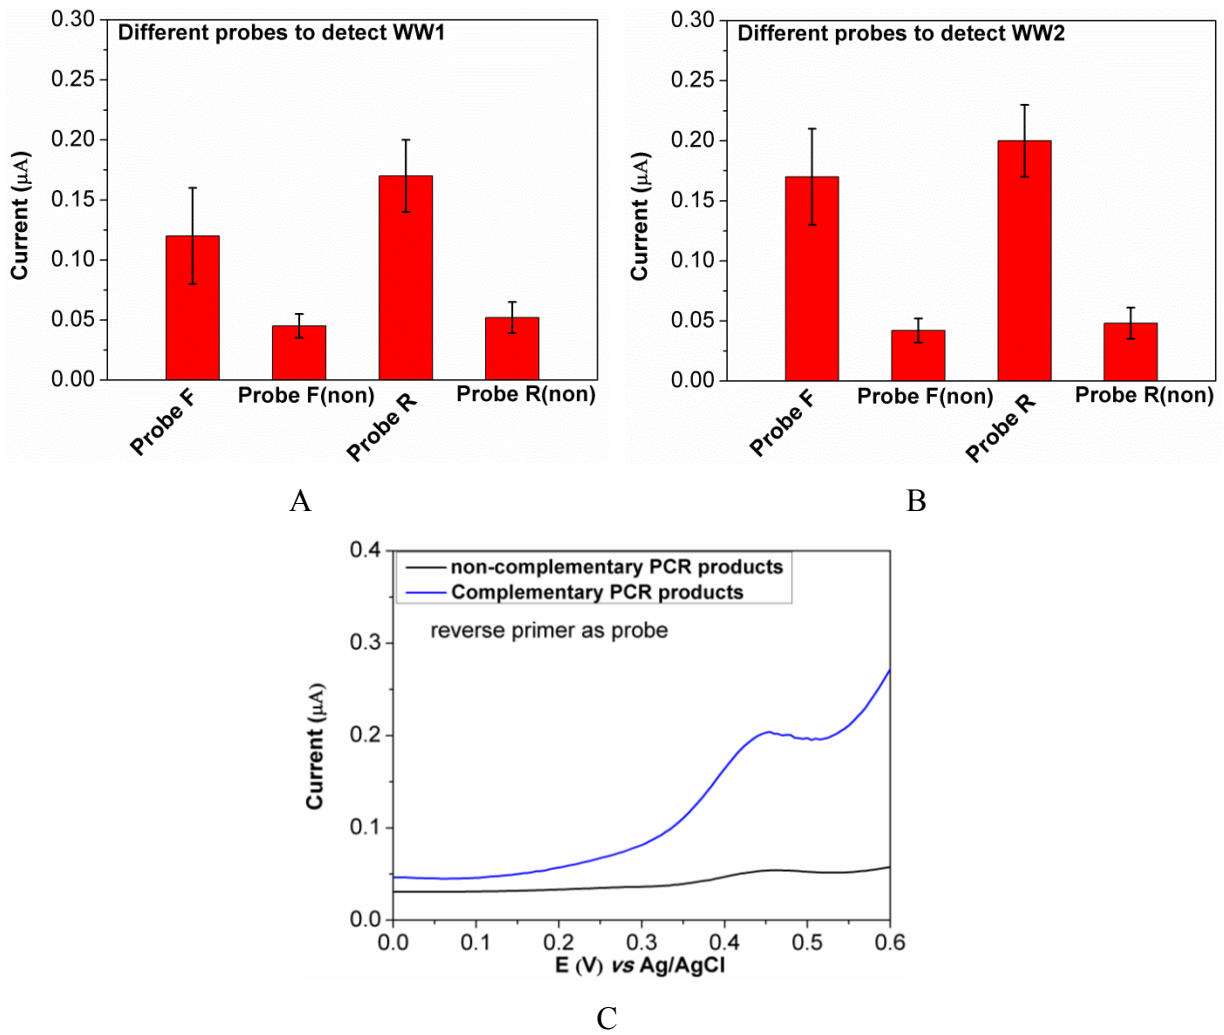 Different probes to detect WW1
0.30
0.25
0.20
0.15
0.10
0.05
0.00
Current (μA)
Probe F
Probe F(non)
Probe R
Probe R(non)
A
Different probes to detect WW2
0.30
0.25
0.20
0.15
0.10
0.05
0.00
Current (μA)
Probe F
Probe F(non)
Probe R
Probe R(non)
B
non-complementary PCR products
Complementary PCR products
reverse primer as probe
0.4
0.3
0.2
0.1
0.0
Current (μA)
0.0 0.1 0.2 0.3 0.4 0.5 0.6
E (V) vs Ag/AgCl
C